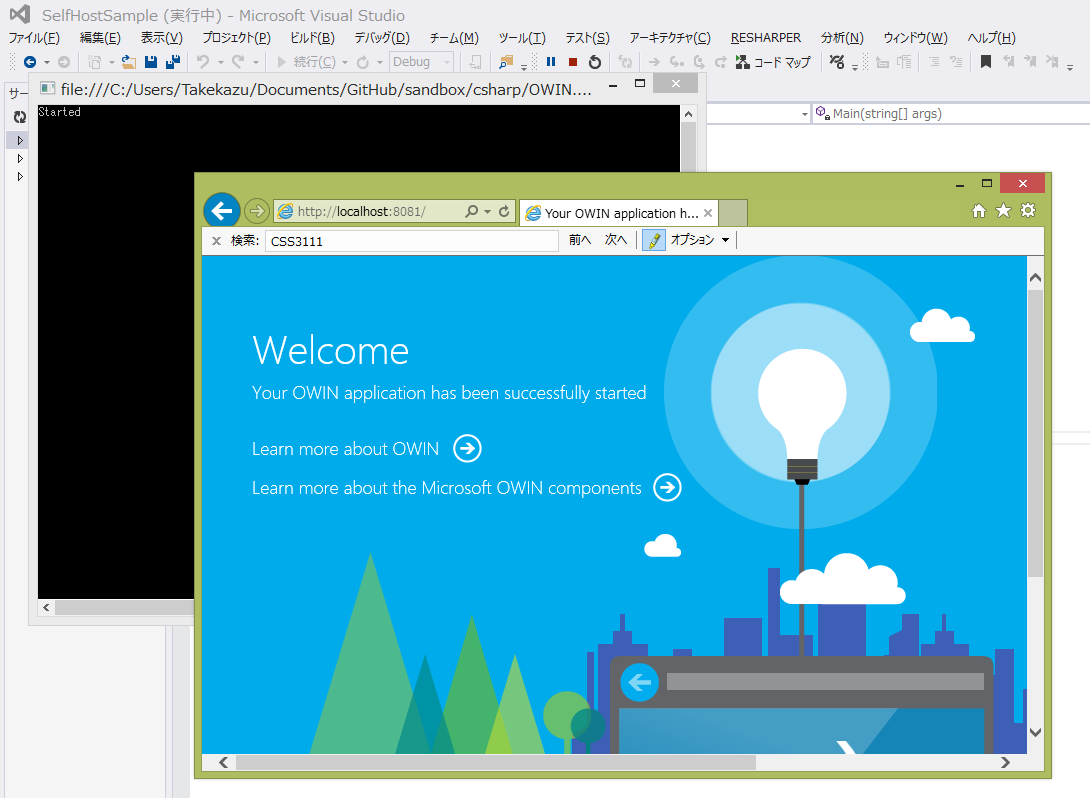 SelfHostSample (実行中) - Microsoft Visual Studio
ファイル(F) 編集(E) 表示(V) プロジェクト(P) ビルド(B) デバッグ(D) チーム(M) ツール(T) テスト(S) アーキテクチャ(C) RESHARPER 分析(N) ウィンドウ(W) ヘルプ(H)
続行(C) Debug コード マップ
サー
file:///C:/Users/Takekazu/Documents/GitHub/sandbox/csharp/OWIN....
Main(string[] args)
Started
http://localhost:8081/ Your OWIN application h...
検索: CSS3111 前へ 次へ オプション
Welcome
Your OWIN application has been successfully started
Learn more about OWIN
Learn more about the Microsoft OWIN components